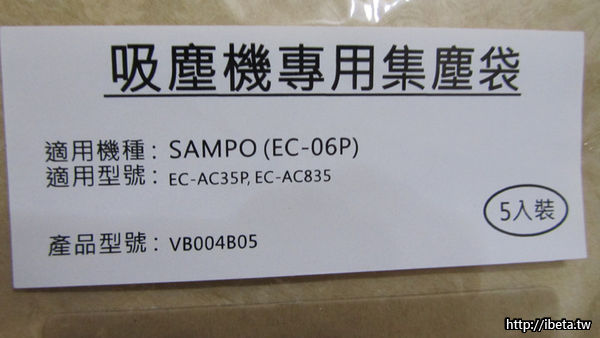 吸塵機專用集塵袋
適用機種：SAMPO (EC-06P)
適用型號：EC-AC35P, EC-AC835
5入裝
產品型號：VB004B05
http://ibeta.tw